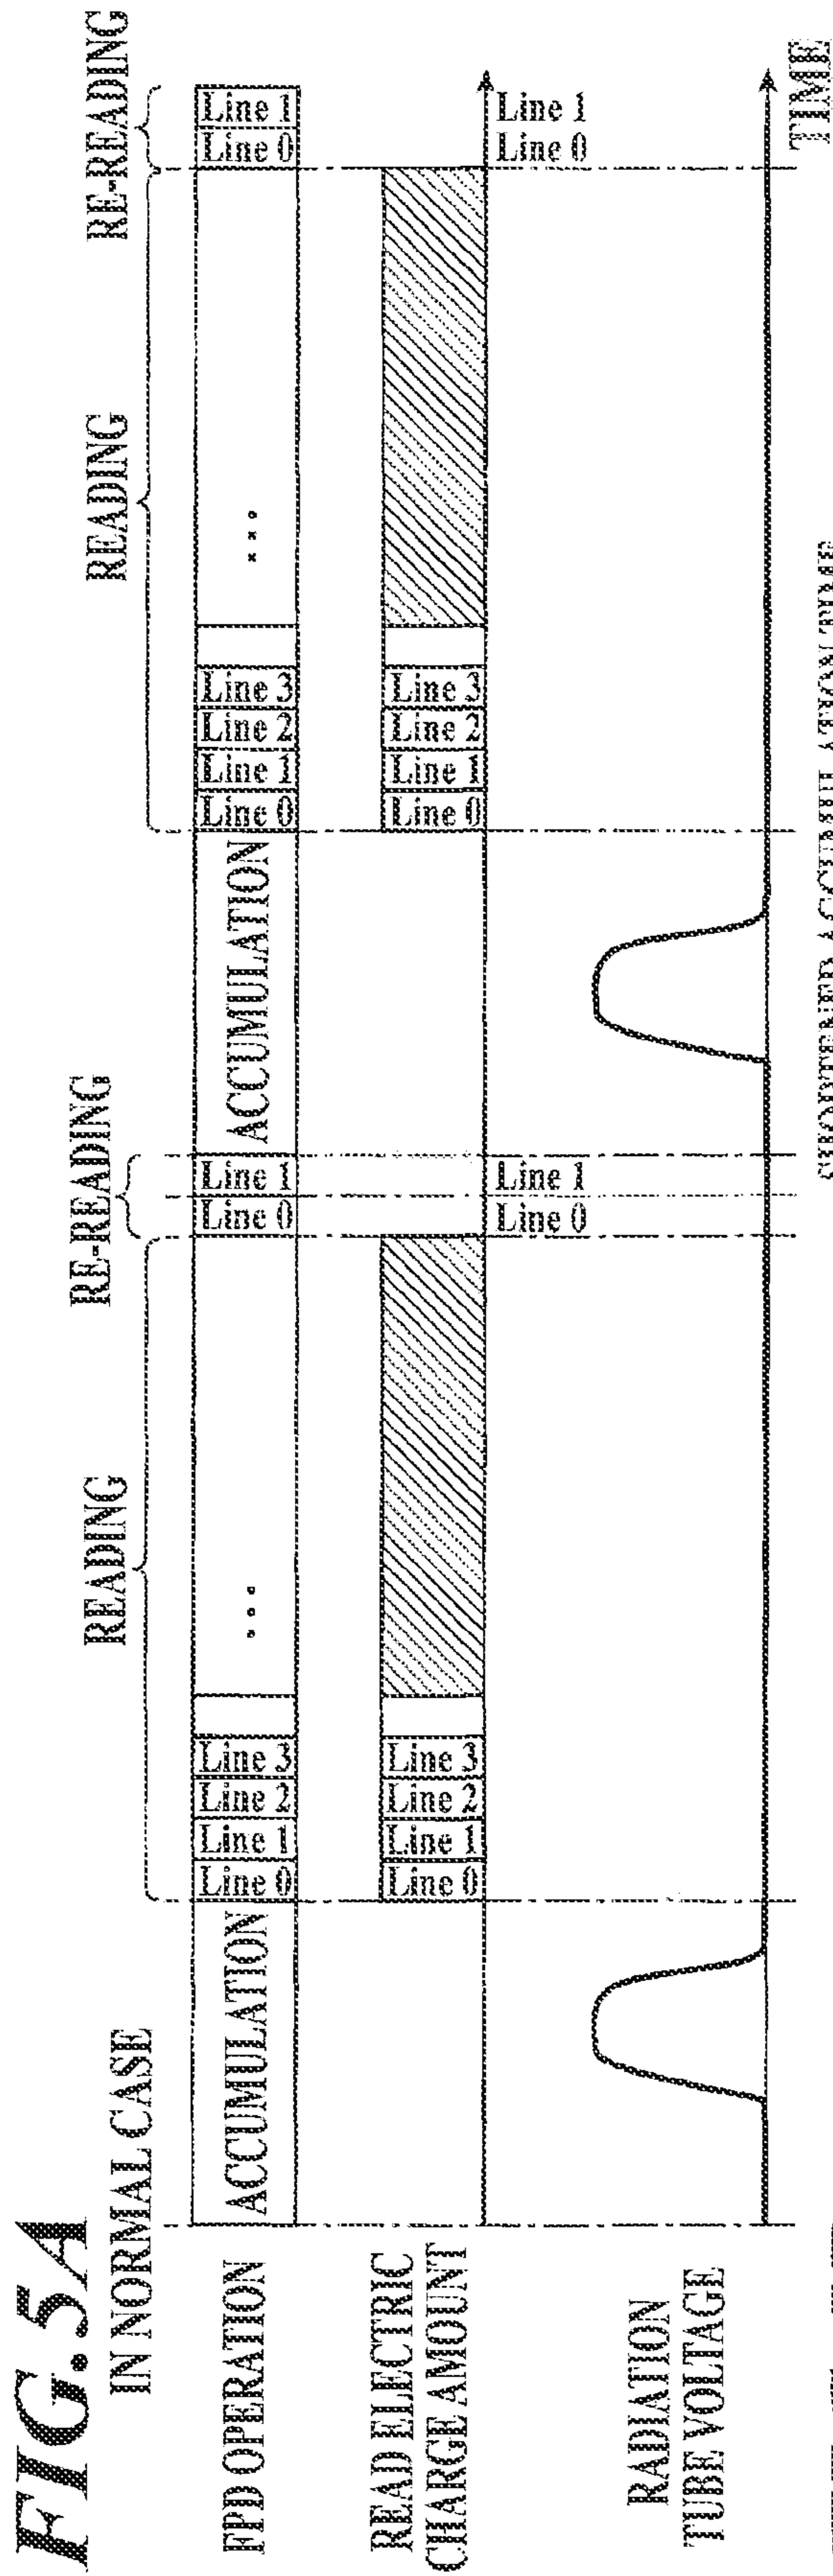 FIG.5A
IN NORMAL CASE
READING
RE-READING
READING
RE-READING
FPD OPERATION
ACCUMULATION
Line 0
Line 1
Line 2
Line 3
Line 0
Line 1
ACCUMULATION
Line 0
Line 1
Line 2
Line 3
Line 0
Line 1
READ ELECTRIC
CHARGE AMOUNT
Line 0
Line 1
Line 2
Line 3
Line 0
Line 1
Line 0
Line 1
Line 2
Line 3
Line 0
Line 1
RADIATION
TUBE VOLTAGE
TIME
SHORTENED ACCUMULATION TIME